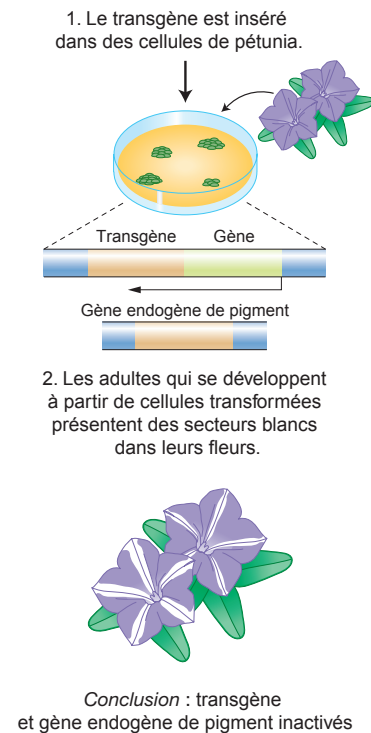 1. Le transgène est inséré
dans des cellules de pétunia.
Transgène Gène
Gène endogène de pigment
2. Les adultes qui se développent
à partir de cellules transformées
présentent des secteurs blancs
dans leurs fleurs.
Conclusion : transgène
et gène endogène de pigment inactivés